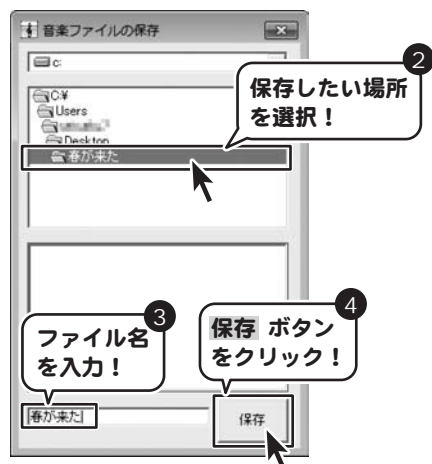 音楽ファイルの保存
c:
2
保存したい場所
を選択！
C:¥
Users
Desktop
春が来た
3
ファイル名
を入力！
4
保存 ボタン
をクリック！
春が来た
保存